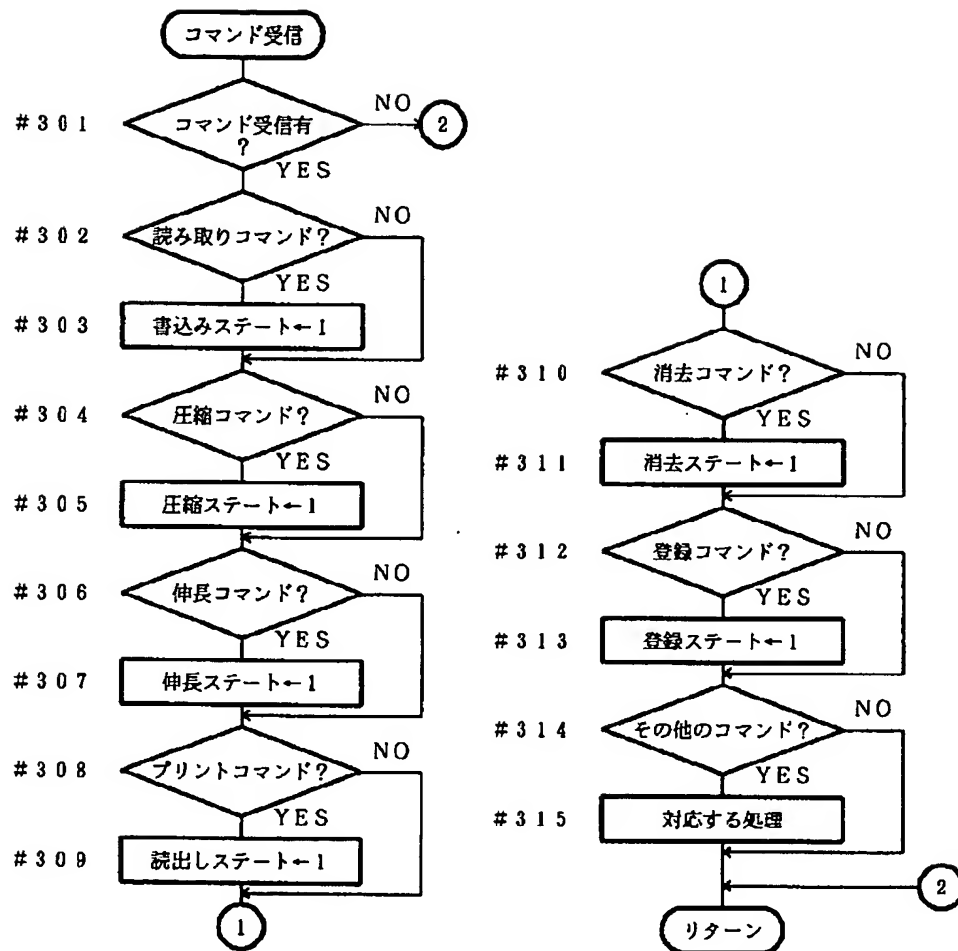 コマンド受信
#301
コマンド受信有
?
NO
2
YES
#302
読み取りコマンド?
NO
YES
#303
書込みステート←1
#304
圧縮コマンド?
NO
YES
#305
圧縮ステート←1
#306
伸長コマンド?
NO
YES
#307
伸長ステート←1
#308
プリントコマンド?
NO
YES
#309
読出しステート←1
1
1
#310
消去コマンド?
NO
YES
#311
消去ステート←1
#312
登録コマンド?
NO
YES
#313
登録ステート←1
#314
その他のコマンド?
NO
YES
#315
対応する処理
2
リターン